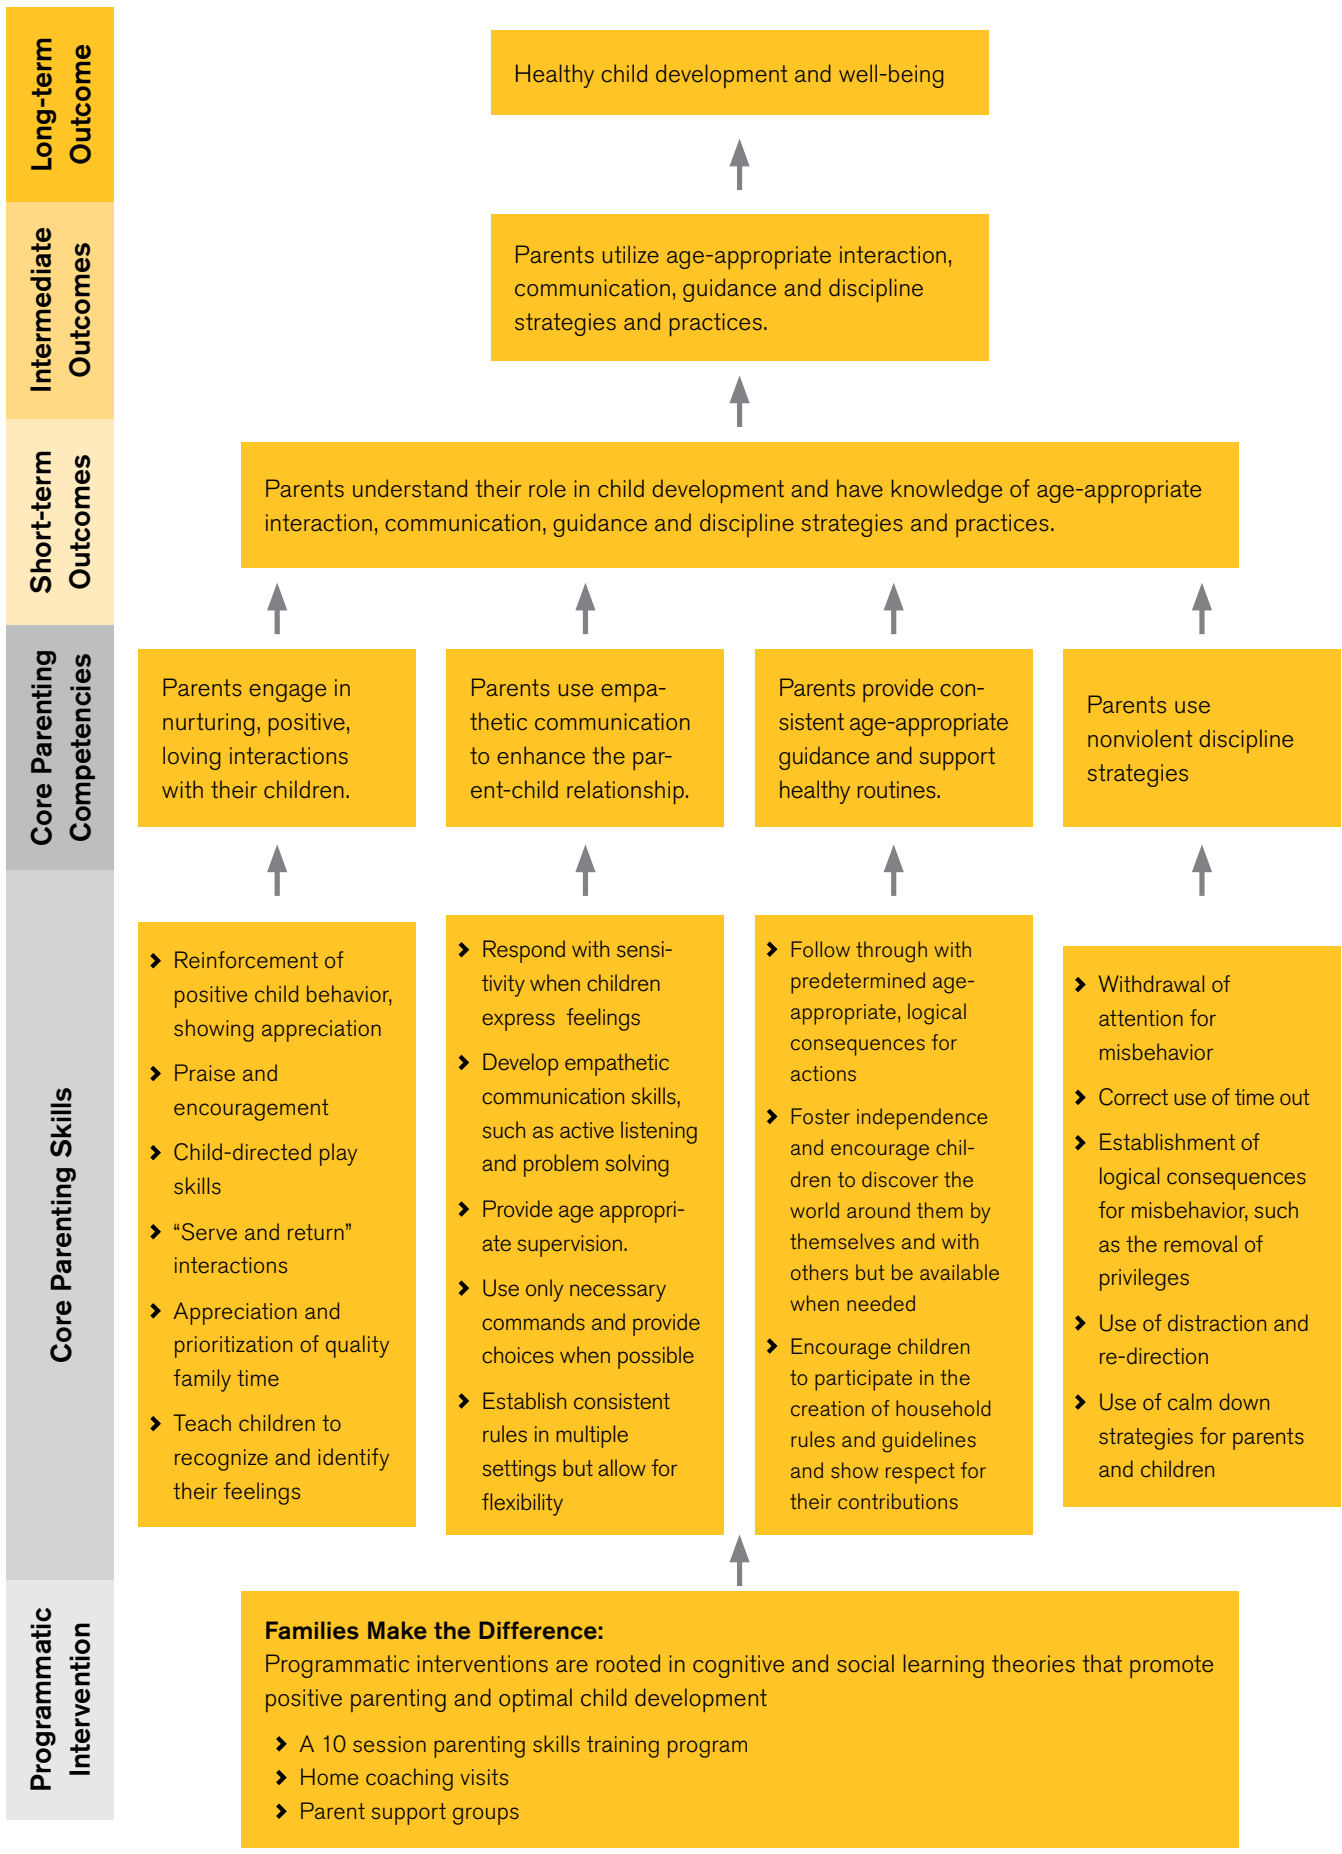 Long-term
Outcome
Healthy child development and well-being
Intermediate
Outcomes
Parents utilize age-appropriate interaction,
communication, guidance and discipline
strategies and practices.
Short-term
Outcomes
Parents understand their role in child development and have knowledge of age-appropriate
interaction, communication, guidance and discipline strategies and practices.
Core Parenting
Competencies
Parents engage in
nurturing, positive,
loving interactions
with their children.
Parents use empa-
thetic communication
to enhance the par-
ent-child relationship.
Parents provide con-
sistent age-appropriate
guidance and support
healthy routines.
Parents use
nonviolent discipline
strategies
Core Parenting Skills
Reinforcement of
positive child behavior,
showing appreciation
Praise and
encouragement
Child-directed play
skills
“Serve and return”
interactions
Appreciation and
prioritization of quality
family time
Teach children to
recognize and identify
their feelings
Respond with sensi-
tivity when children
express feelings
Develop empathetic
communication skills,
such as active listening
and problem solving
Provide age appropri-
ate supervision.
Use only necessary
commands and provide
choices when possible
Establish consistent
rules in multiple
settings but allow for
flexibility
Follow through with
predetermined age-
appropriate, logical
consequences for
actions
Foster independence
and encourage chil-
dren to discover the
world around them by
themselves and with
others but be available
when needed
Encourage children
to participate in the
creation of household
rules and guidelines
and show respect for
their contributions
Withdrawal of
attention for
misbehavior
Correct use of time out
Establishment of
logical consequences
for misbehavior, such
as the removal of
privileges
Use of distraction and
re-direction
Use of calm down
strategies for parents
and children
Programmatic
Intervention
Families Make the Difference:
Programmatic interventions are rooted in cognitive and social learning theories that promote
positive parenting and optimal child development
A 10 session parenting skills training program
Home coaching visits
Parent support groups